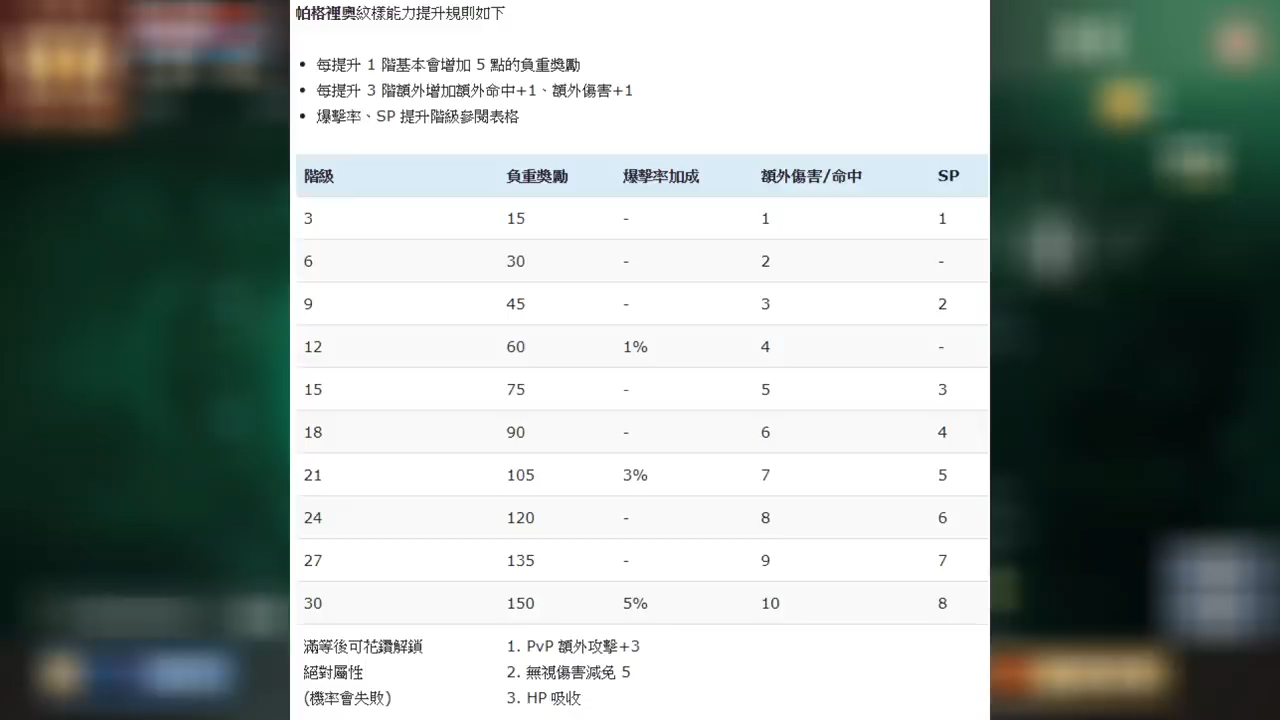 帕格裡奧紋樣能力提升規則如下
• 每提升 1 階基本會增加 5 點的負重獎勵
• 每提升 3 階額外增加額外命中+1、額外傷害+1
• 爆擊率、SP 提升階級參閱表格
階級 負重獎勵 爆擊率加成 額外傷害/命中 SP
3 15 - 1 1
6 30 - 2 -
9 45 - 3 2
12 60 1% 4 -
15 75 - 5 3
18 90 - 6 4
21 105 3% 7 5
24 120 - 8 6
27 135 - 9 7
30 150 5% 10 8
滿等後可花鑽解鎖 1. PvP 額外攻擊+3
絕對屬性 2. 無視傷害減免 5
(機率會失敗) 3. HP 吸收